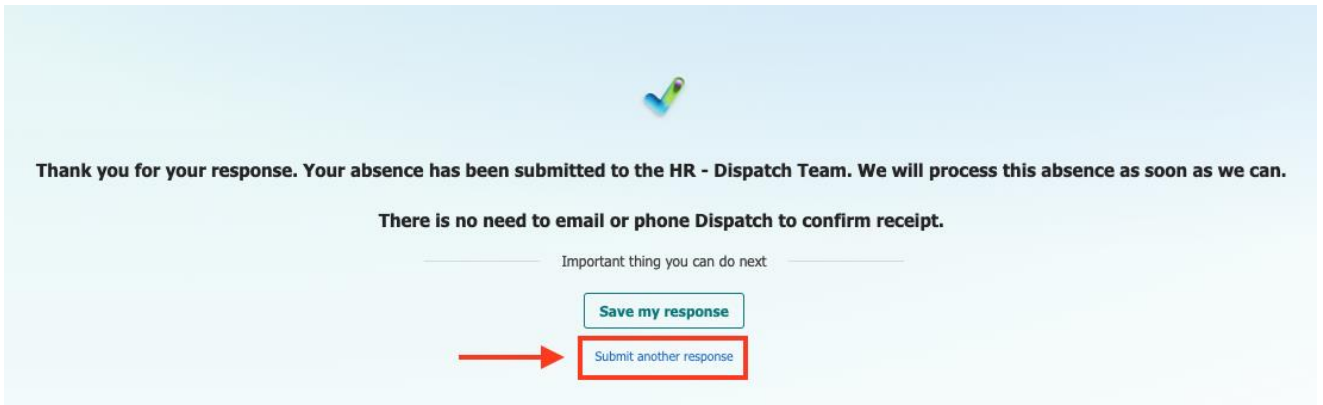 Thank you for your response. Your absence has been submitted to the HR - Dispatch Team. We will process this absence as soon as we can.
There is no need to email or phone Dispatch to confirm receipt.
Important thing you can do next
Save my response
Submit another response